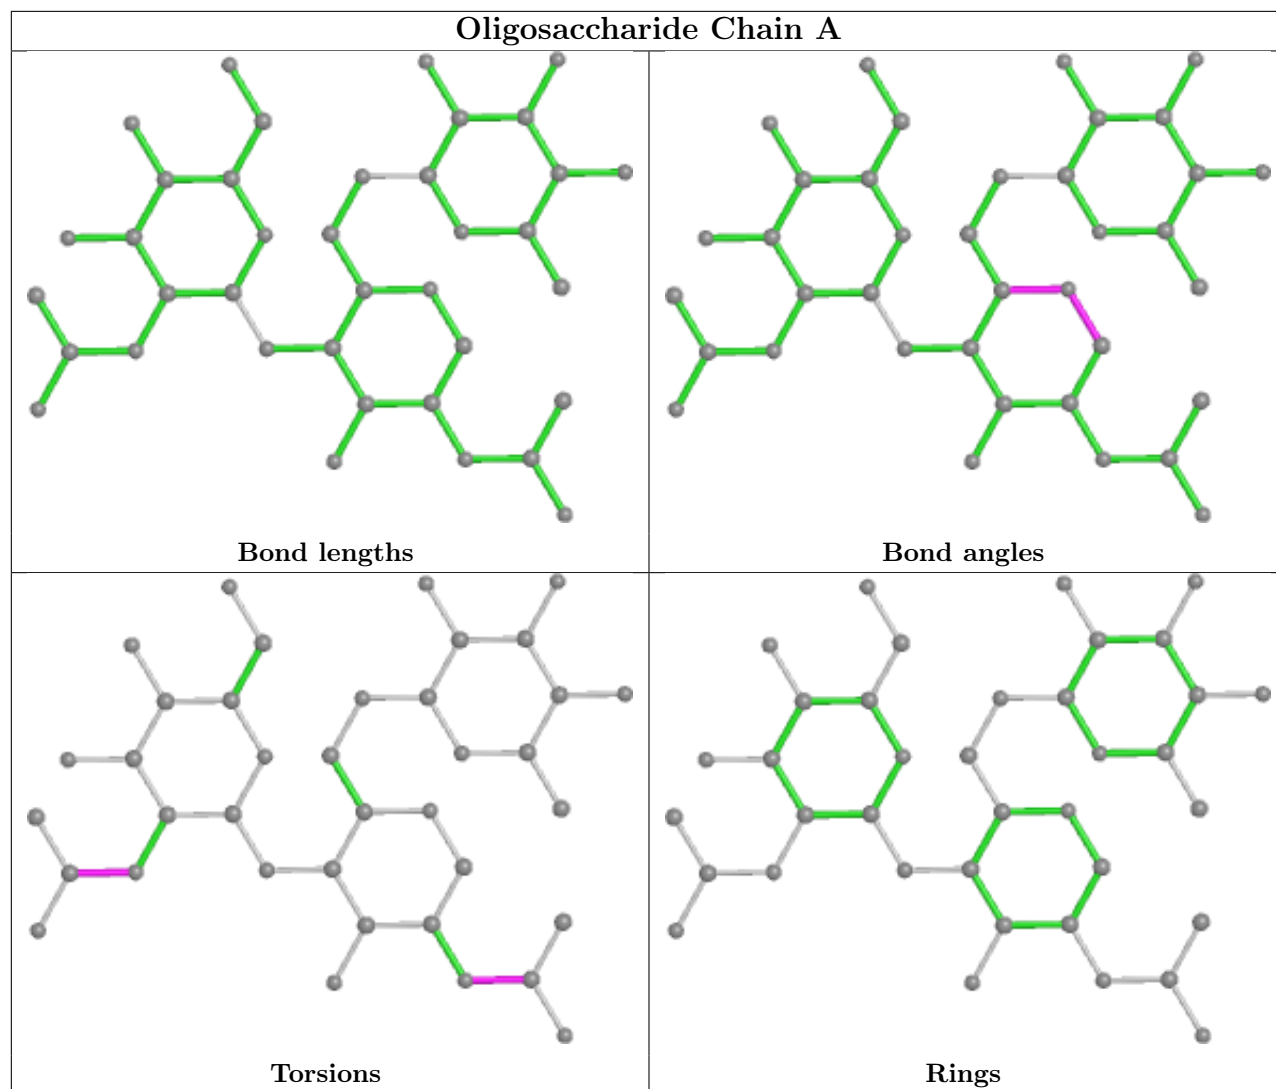 Oligosaccharide Chain A
Bond lengths
Bond angles
Torsions
Rings